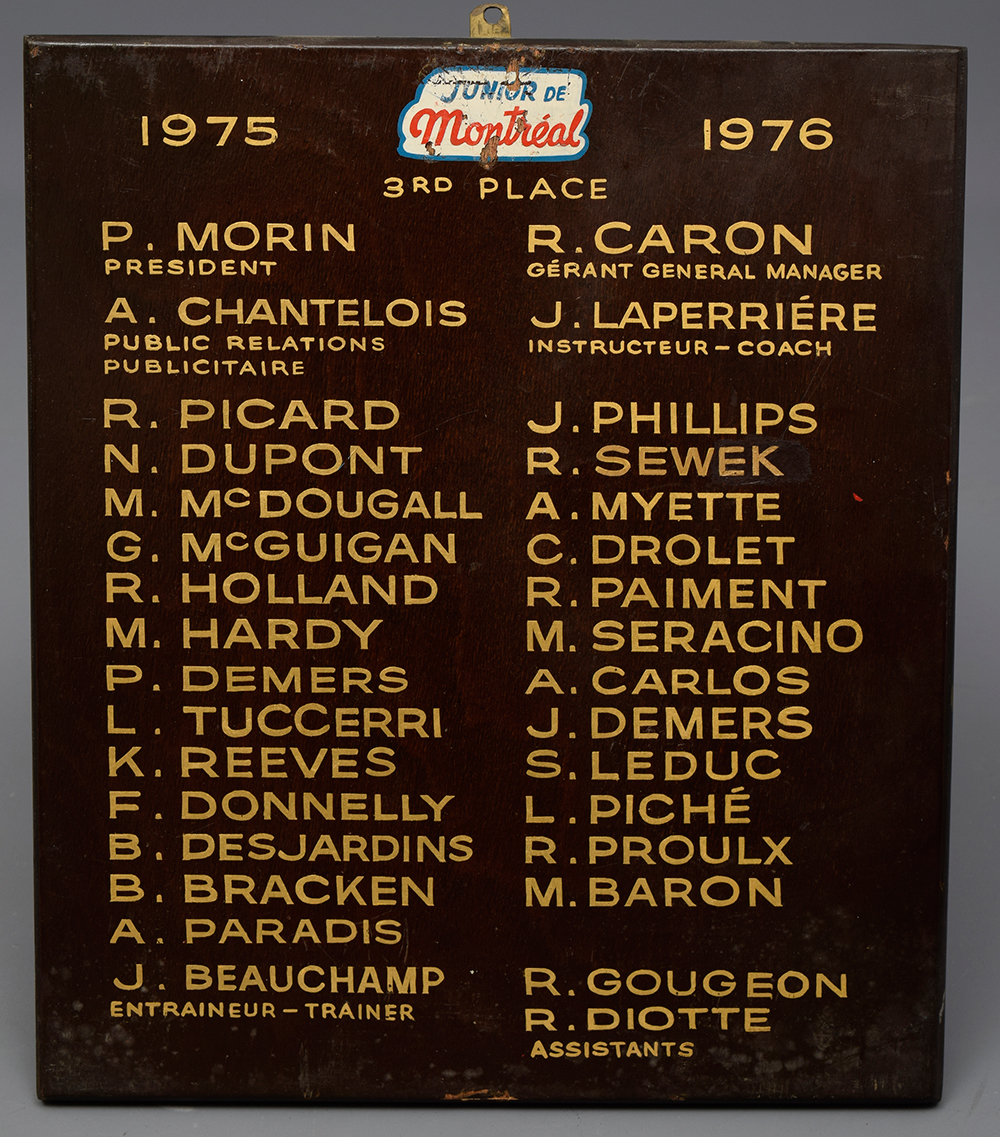 JUNIOR DE
Montréal
1975 1976
3RD PLACE
P. MORIN
PRESIDENT
R. CARON
GÉRANT GENERAL MANAGER
A. CHANTELOIS
PUBLIC RELATIONS
PUBLICITAIRE
J. LAPERRIÉRE
INSTRUCTEUR – COACH
R. PICARD
N. DUPONT
M. McDOUGALL
G. McGUIGAN
R. HOLLAND
M. HARDY
P. DEMERS
L. TUCCERRI
K. REEVES
F. DONNELLY
B. DESJARDINS
B. BRACKEN
A. PARADIS
J. PHILLIPS
R. SEWEK
A. MYETTE
C. DROLET
R. PAIMENT
M. SERACINO
A. CARLOS
J. DEMERS
S. LEDUC
L. PICHÉ
R. PROULX
M. BARON
J. BEAUCHAMP
ENTRAINEUR – TRAINER
R. GOUGEON
R. DIOTTE
ASSISTANTS